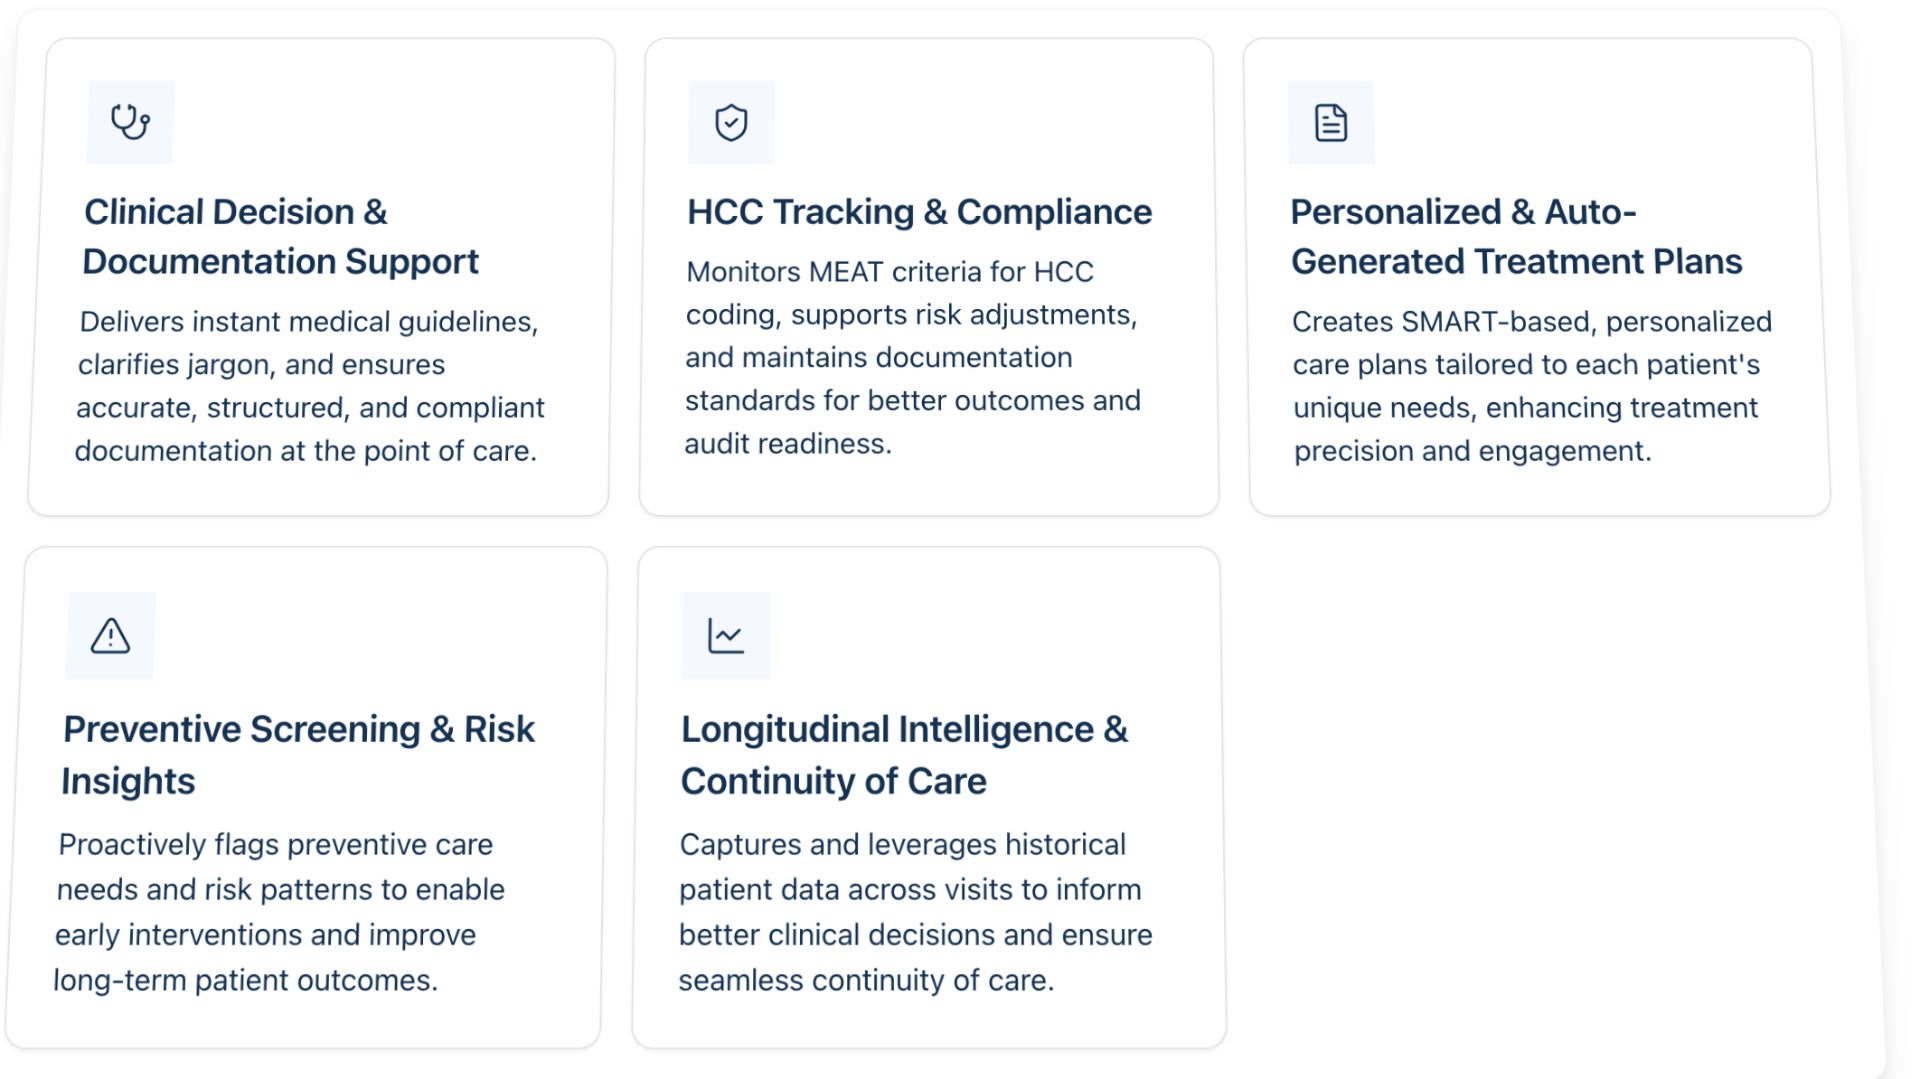 Clinical Decision &
Documentation Support
Delivers instant medical guidelines,
clarifies jargon, and ensures
accurate, structured, and compliant
documentation at the point of care.
HCC Tracking & Compliance
Monitors MEAT criteria for HCC
coding, supports risk adjustments,
and maintains documentation
standards for better outcomes and
audit readiness.
Personalized & Auto-
Generated Treatment Plans
Creates SMART-based, personalized
care plans tailored to each patient's
unique needs, enhancing treatment
precision and engagement.
Preventive Screening & Risk
Insights
Proactively flags preventive care
needs and risk patterns to enable
early interventions and improve
long-term patient outcomes.
Longitudinal Intelligence &
Continuity of Care
Captures and leverages historical
patient data across visits to inform
better clinical decisions and ensure
seamless continuity of care.